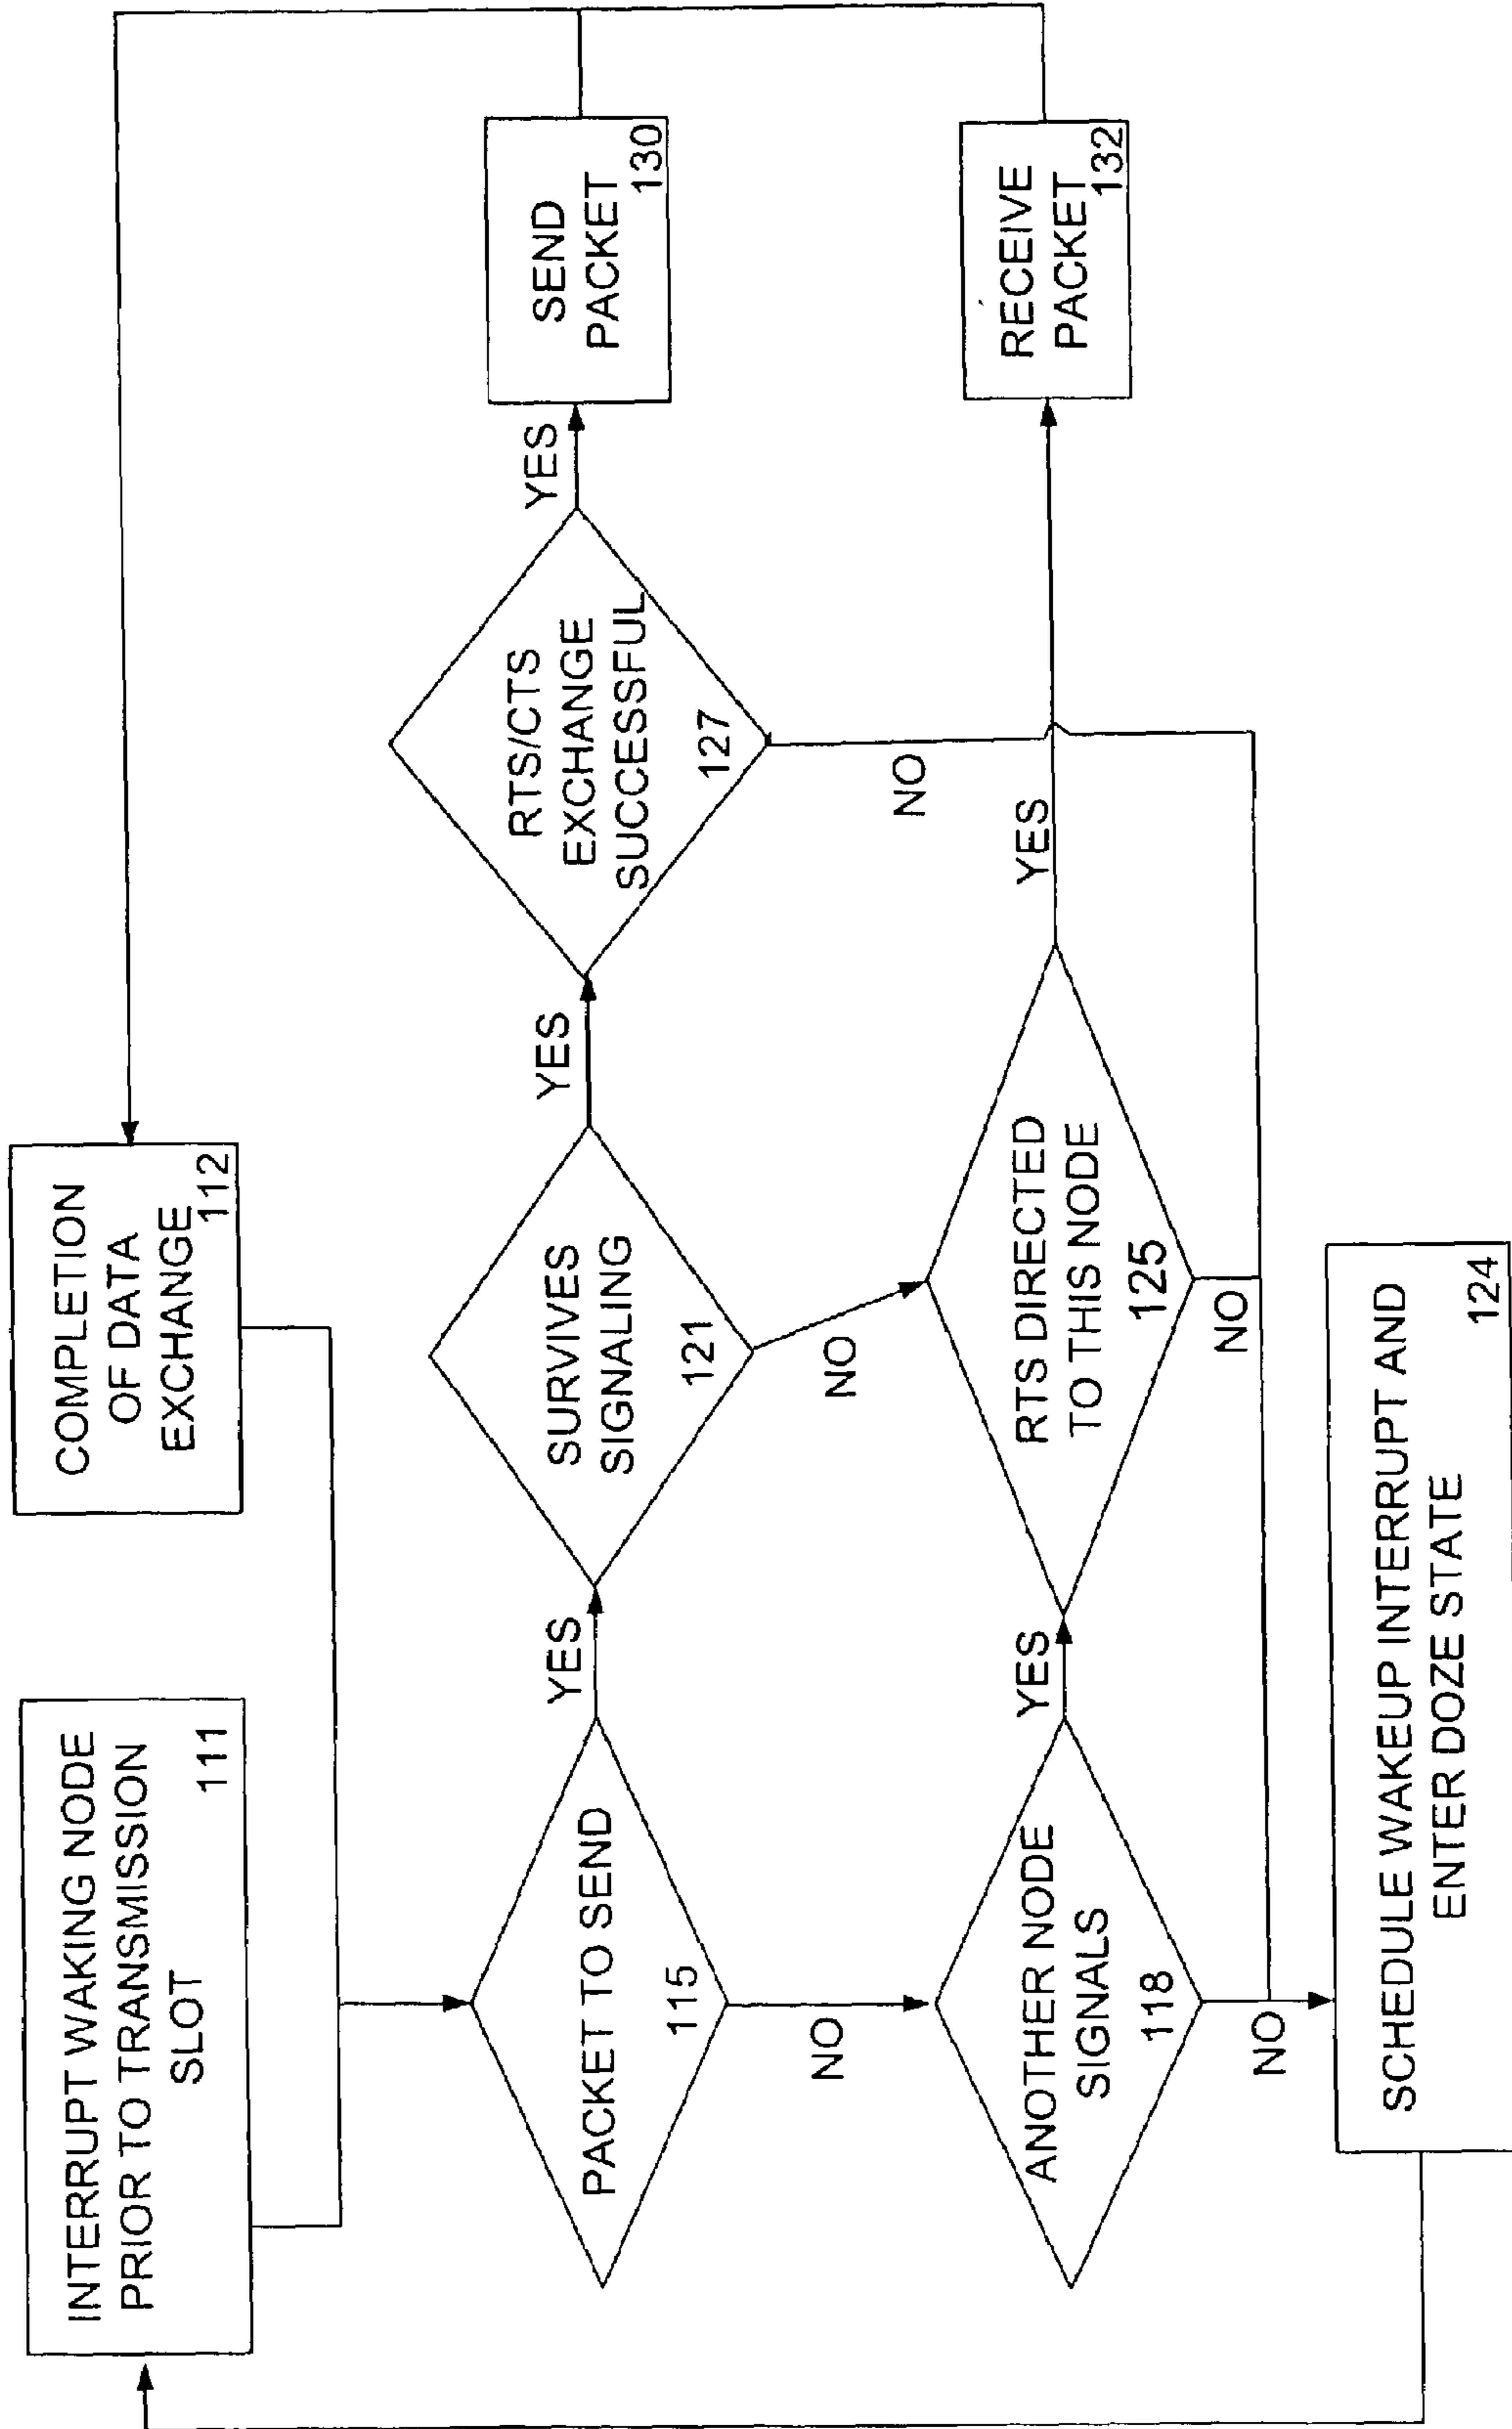 INTERRUPT WAKING NODE
PRIOR TO TRANSMISSION
SLOT
111
COMPLETION
OF DATA
EXCHANGE
112
PACKET TO SEND
115
YES
NO
SURVIVES
SIGNALING
121
YES
NO
RTS/CTS
EXCHANGE
SUCCESSFUL
127
YES
NO
SEND
PACKET
130
ANOTHER NODE
SIGNALS
118
YES
NO
RTS DIRECTED
TO THIS NODE
125
YES
NO
RECEIVE
PACKET
132
SCHEDULE WAKEUP INTERRUPT AND
ENTER DOZE STATE
124